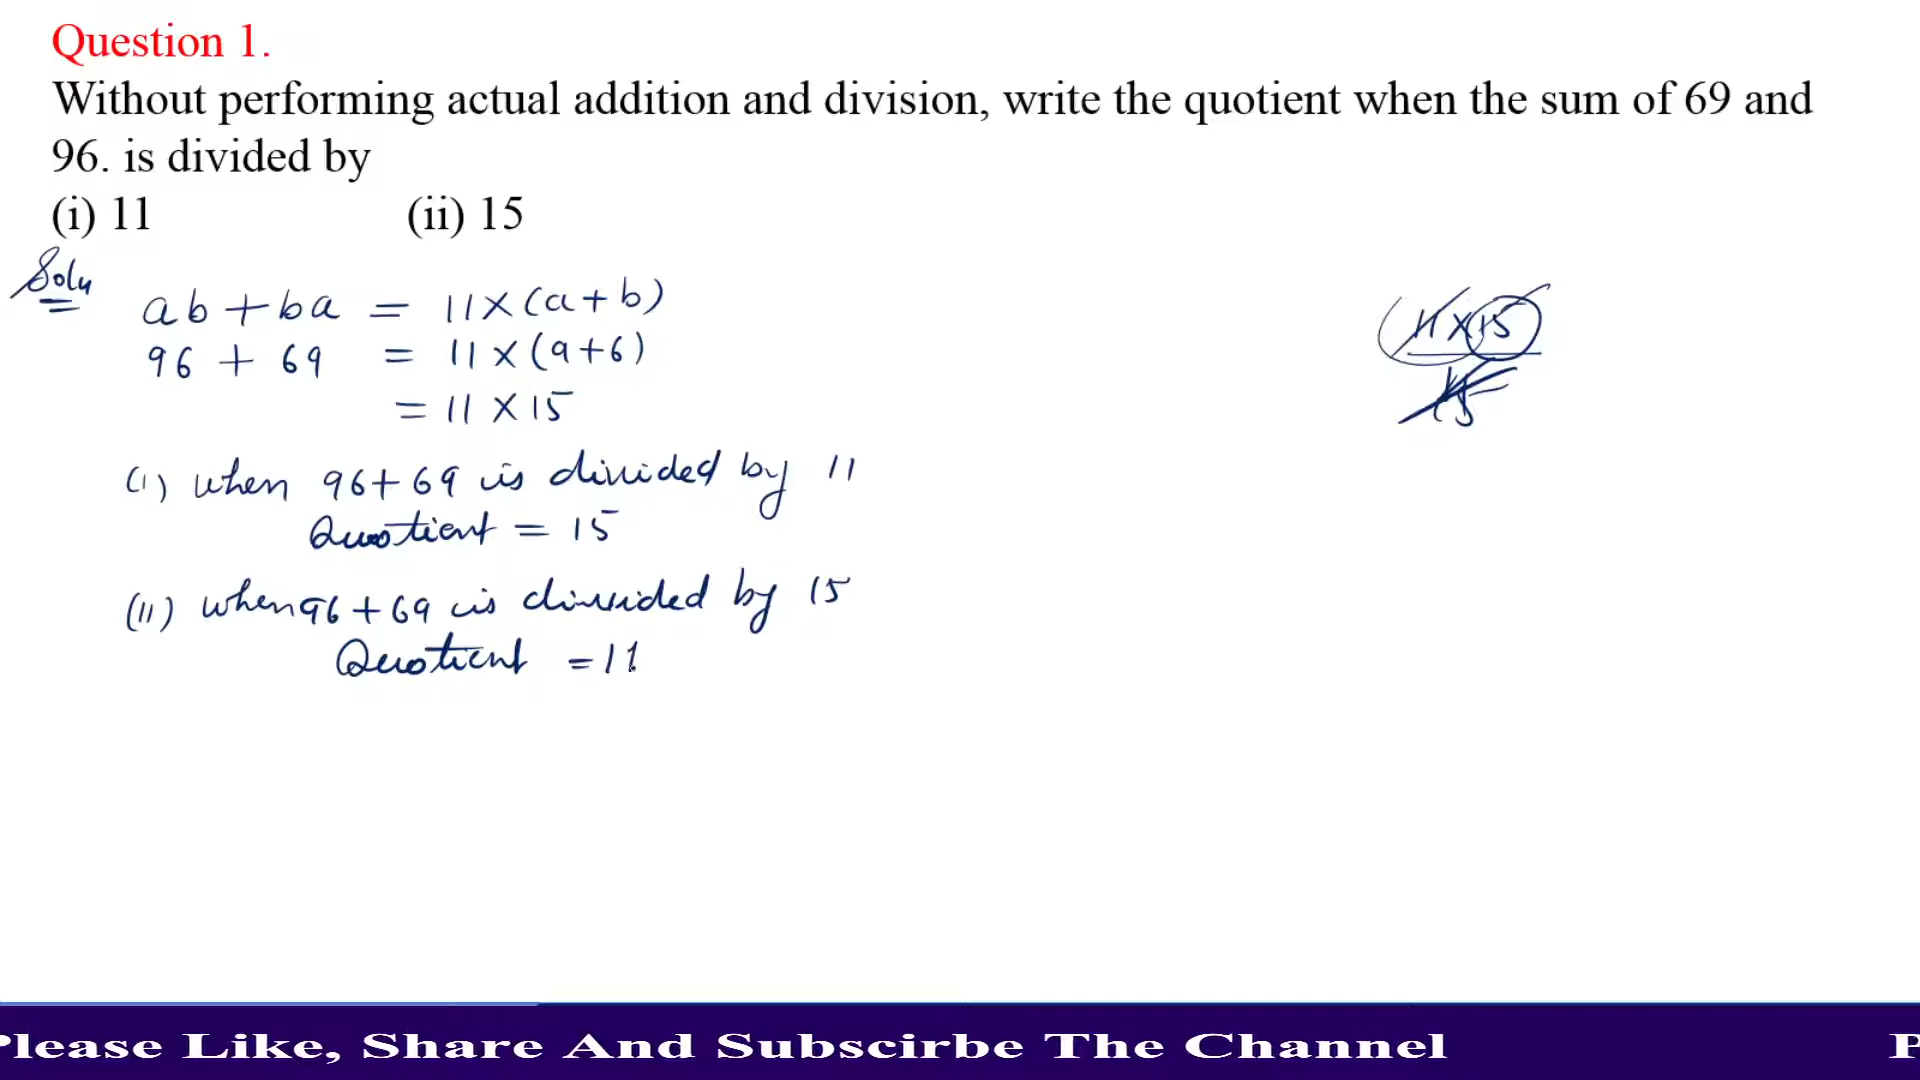 Question 1.
Without performing actual addition and division, write the quotient when the sum of 69 and
96. is divided by
(i) 11 (ii) 15
Soln
ab + ba = 11 × (a + b)
96 + 69 = 11 × (9 + 6)
= 11 × 15
11 × 15
15
(i) when 96 + 69 is divided by 11
Quotient = 15
(ii) when 96 + 69 is divided by 15
Quotient = 11
Please Like, Share And Subscirbe The Channel P